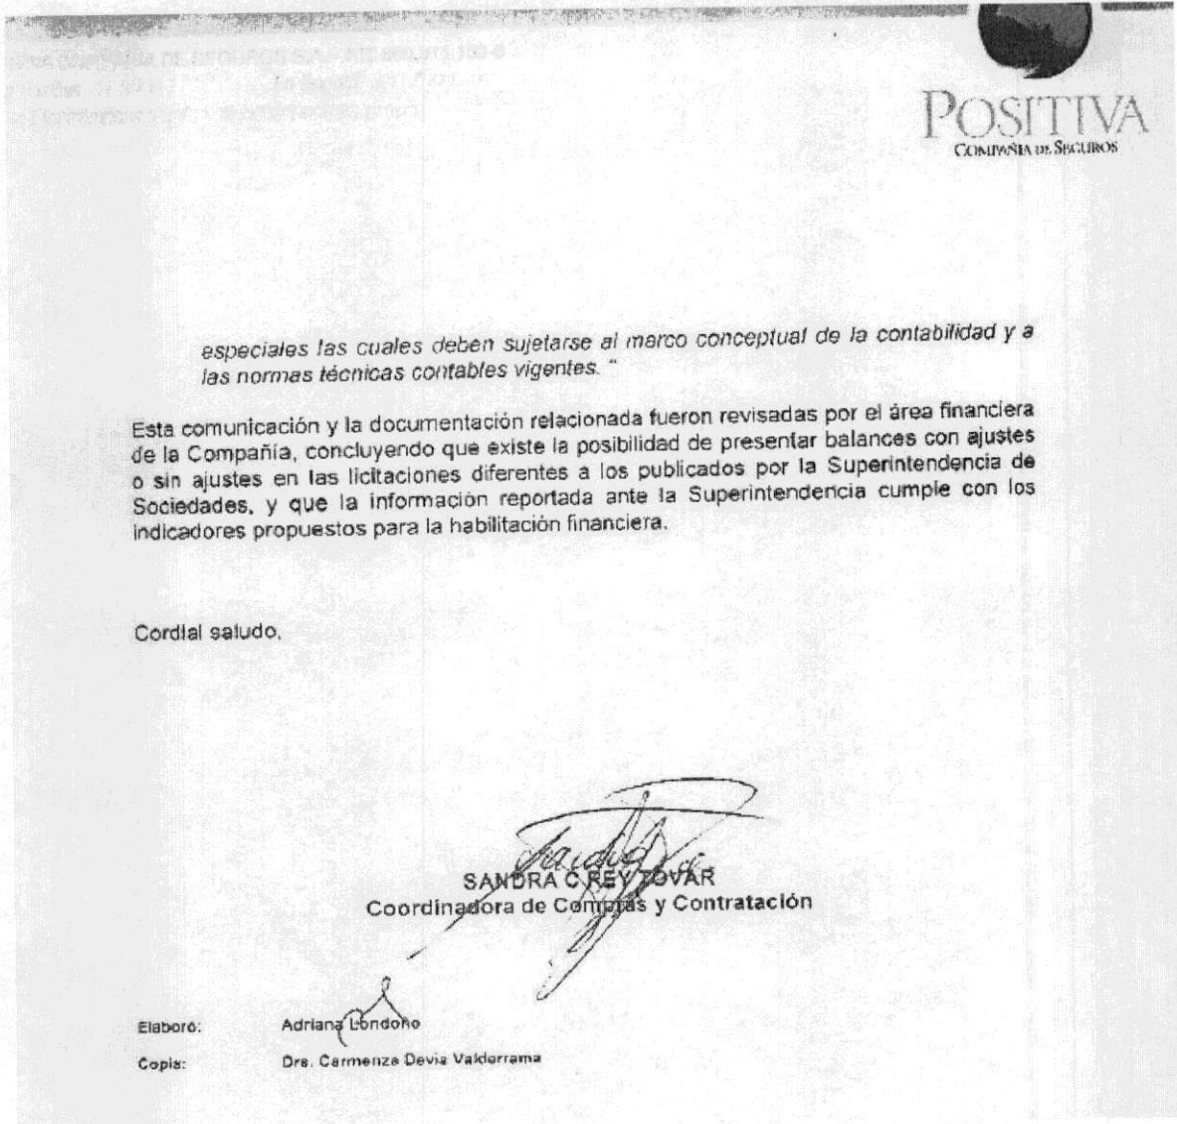 POSITIVA
COMPAÑIA DE SEGUROS
especiales las cuales deben sujetarse al marco conceptual de la contabilidad y a
las normas técnicas contables vigentes. "
Esta comunicación y la documentación relacionada fueron revisadas por el área financiera
de la Compañía, concluyendo que existe la posibilidad de presentar balances con ajustes
o sin ajustes en las licitaciones diferentes a los publicados por la Superintendencia de
Sociedades, y que la información reportada ante la Superintendencia cumple con los
indicadores propuestos para la habilitación financiera.
Cordial saludo,
SANDRA C REY TOVAR
Coordinadora de Compras y Contratación
Elaboró: Adriana Londoño
Copia: Dra. Carmenza Devia Valderrama